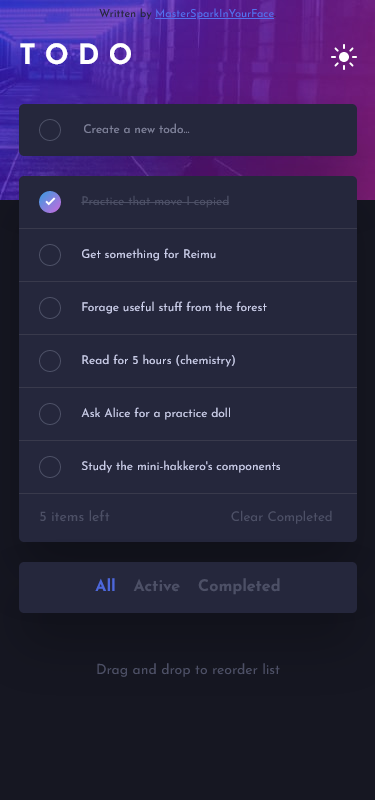 Written by MasterSparkInYourFace
TODO
Create a new todo...
Practice that move I copied
Get something for Reimu
Forage useful stuff from the forest
Read for 5 hours (chemistry)
Ask Alice for a practice doll
Study the mini-hakkero's components
5 items left Clear Completed
All Active Completed
Drag and drop to reorder list